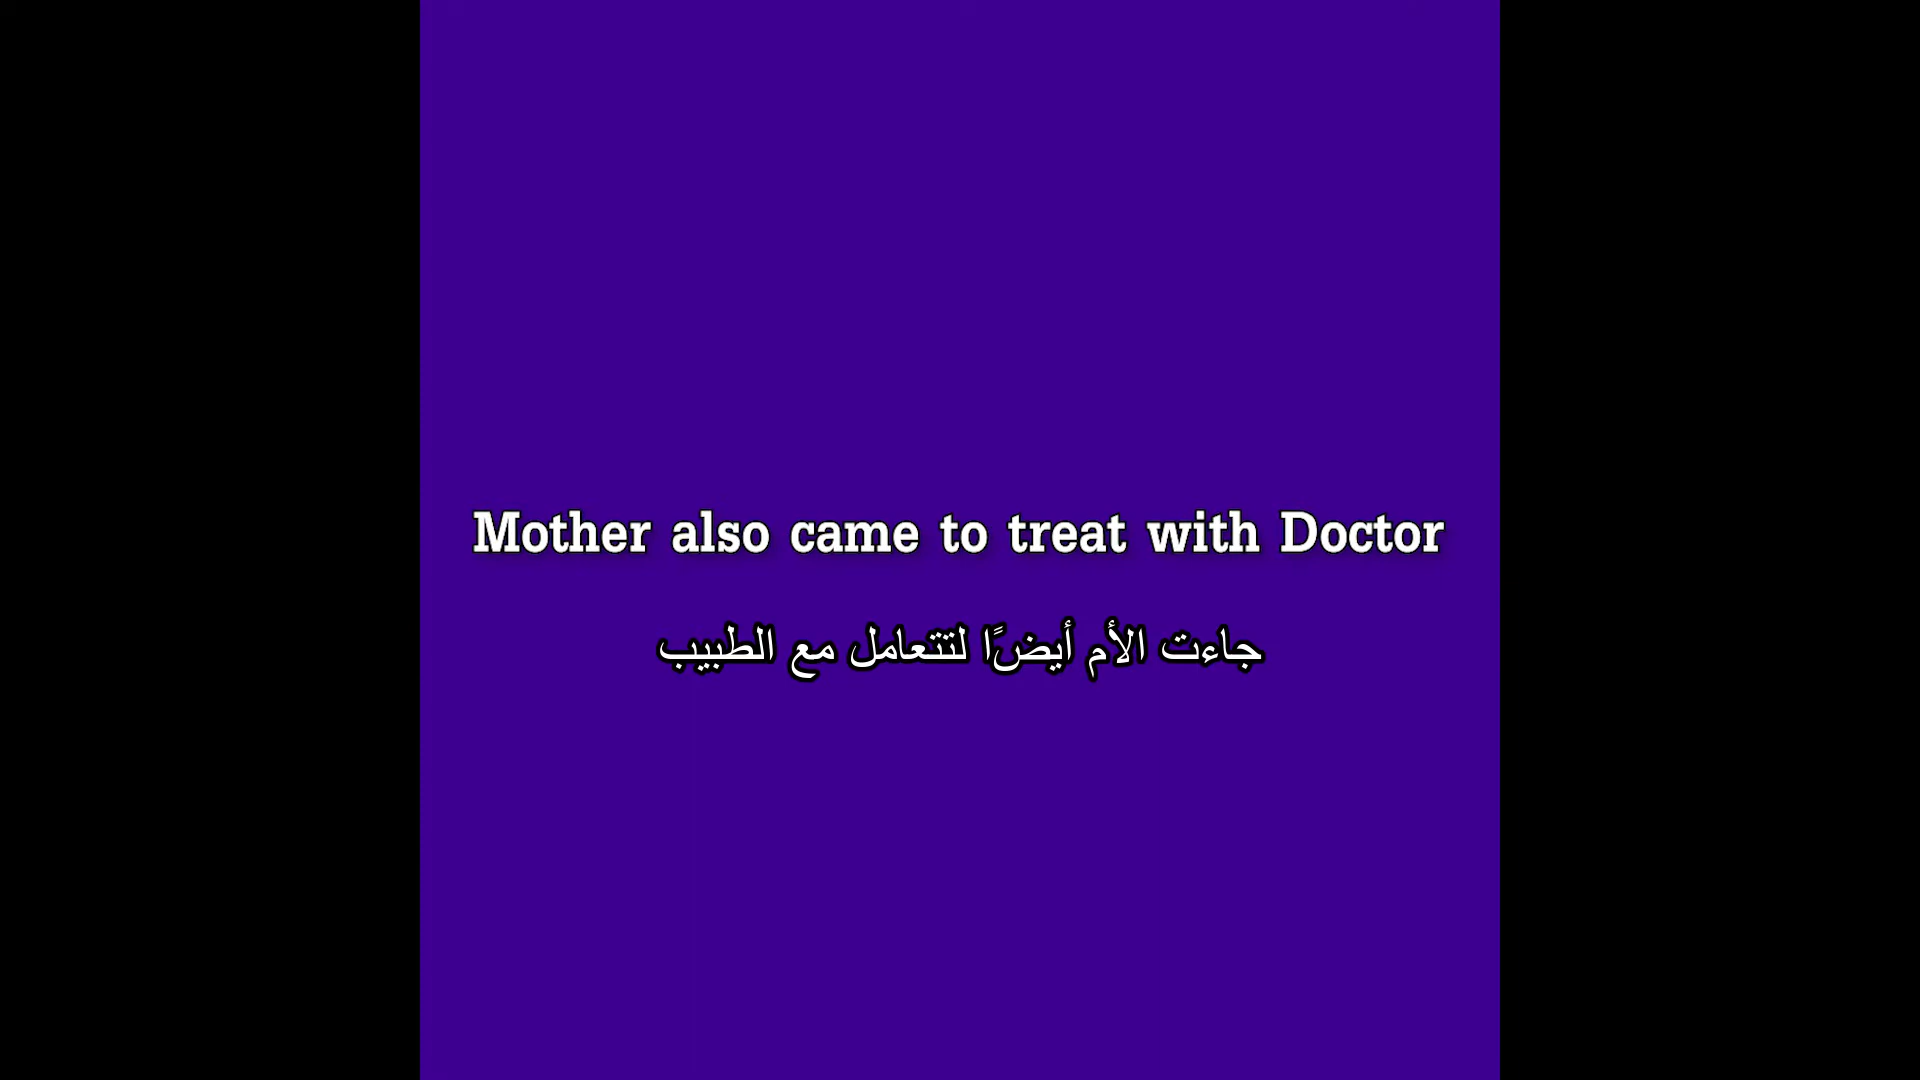 Mother also came to treat with Doctor
جاءت الأم أيضًا لتتعامل مع الطبيب